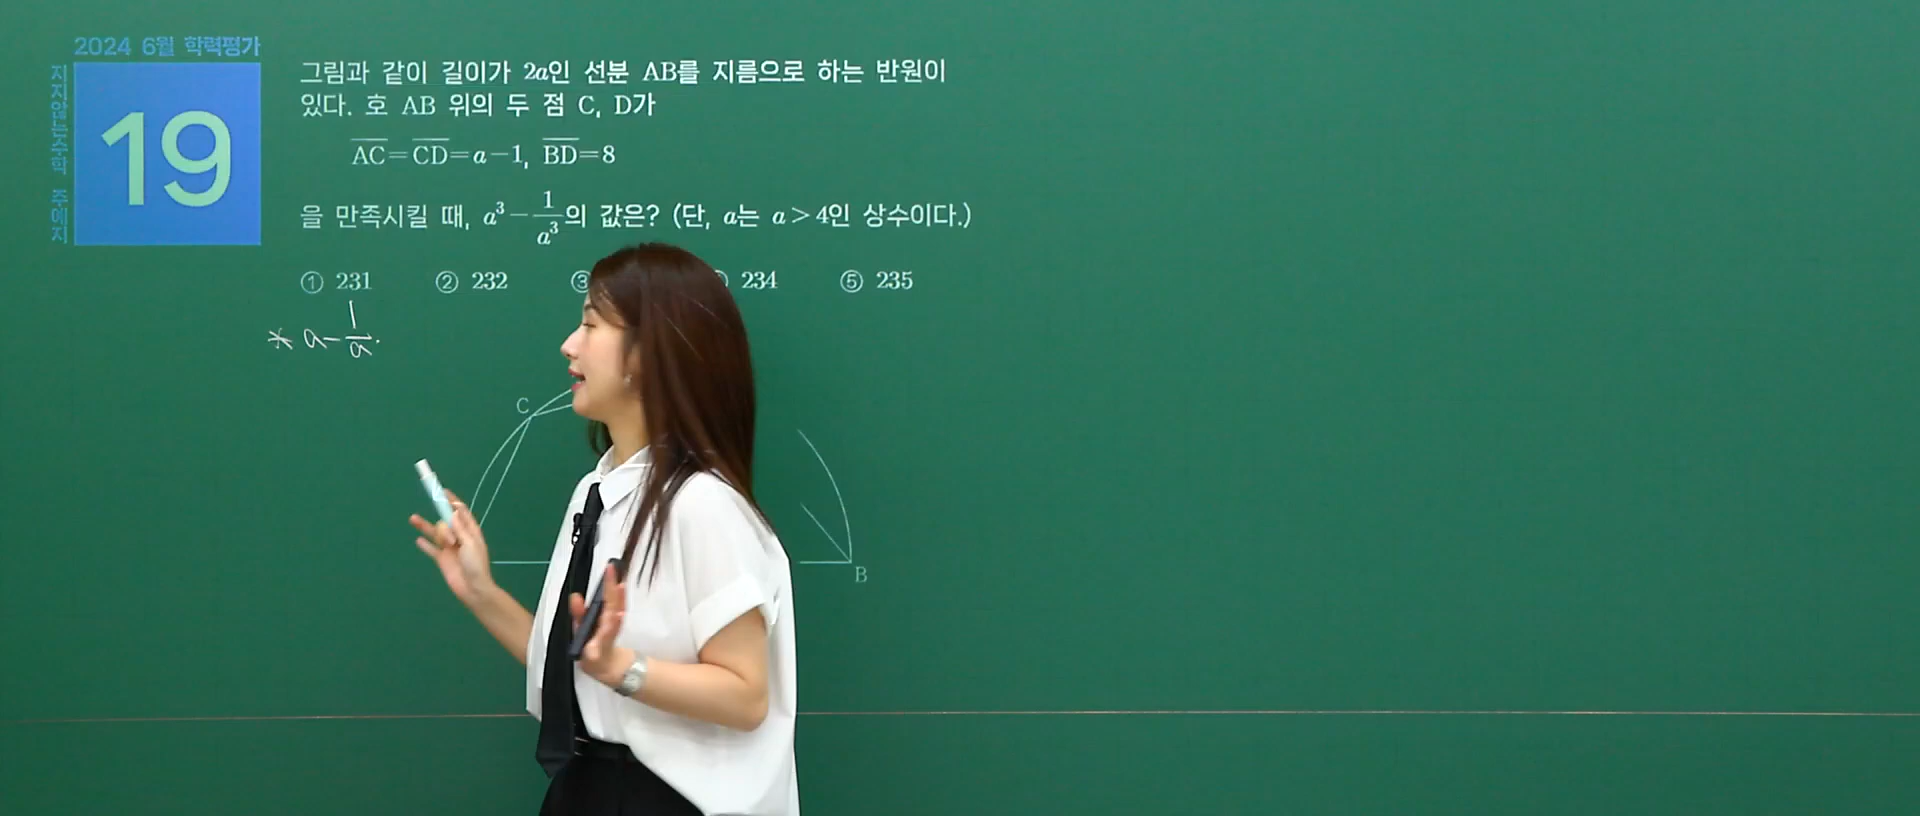 2024 6월 학력평가
지지않는수학 주예지
19
그림과 같이 길이가 2a인 선분 AB를 지름으로 하는 반원이
있다. 호 AB 위의 두 점 C, D가
AC=CD=a-1, BD=8
을 만족시킬 때, a³-1/a³의 값은? (단, a는 a>4인 상수이다.)
① 231 ② 232 ③ 234 ⑤ 235
* a-1/a.
C
B